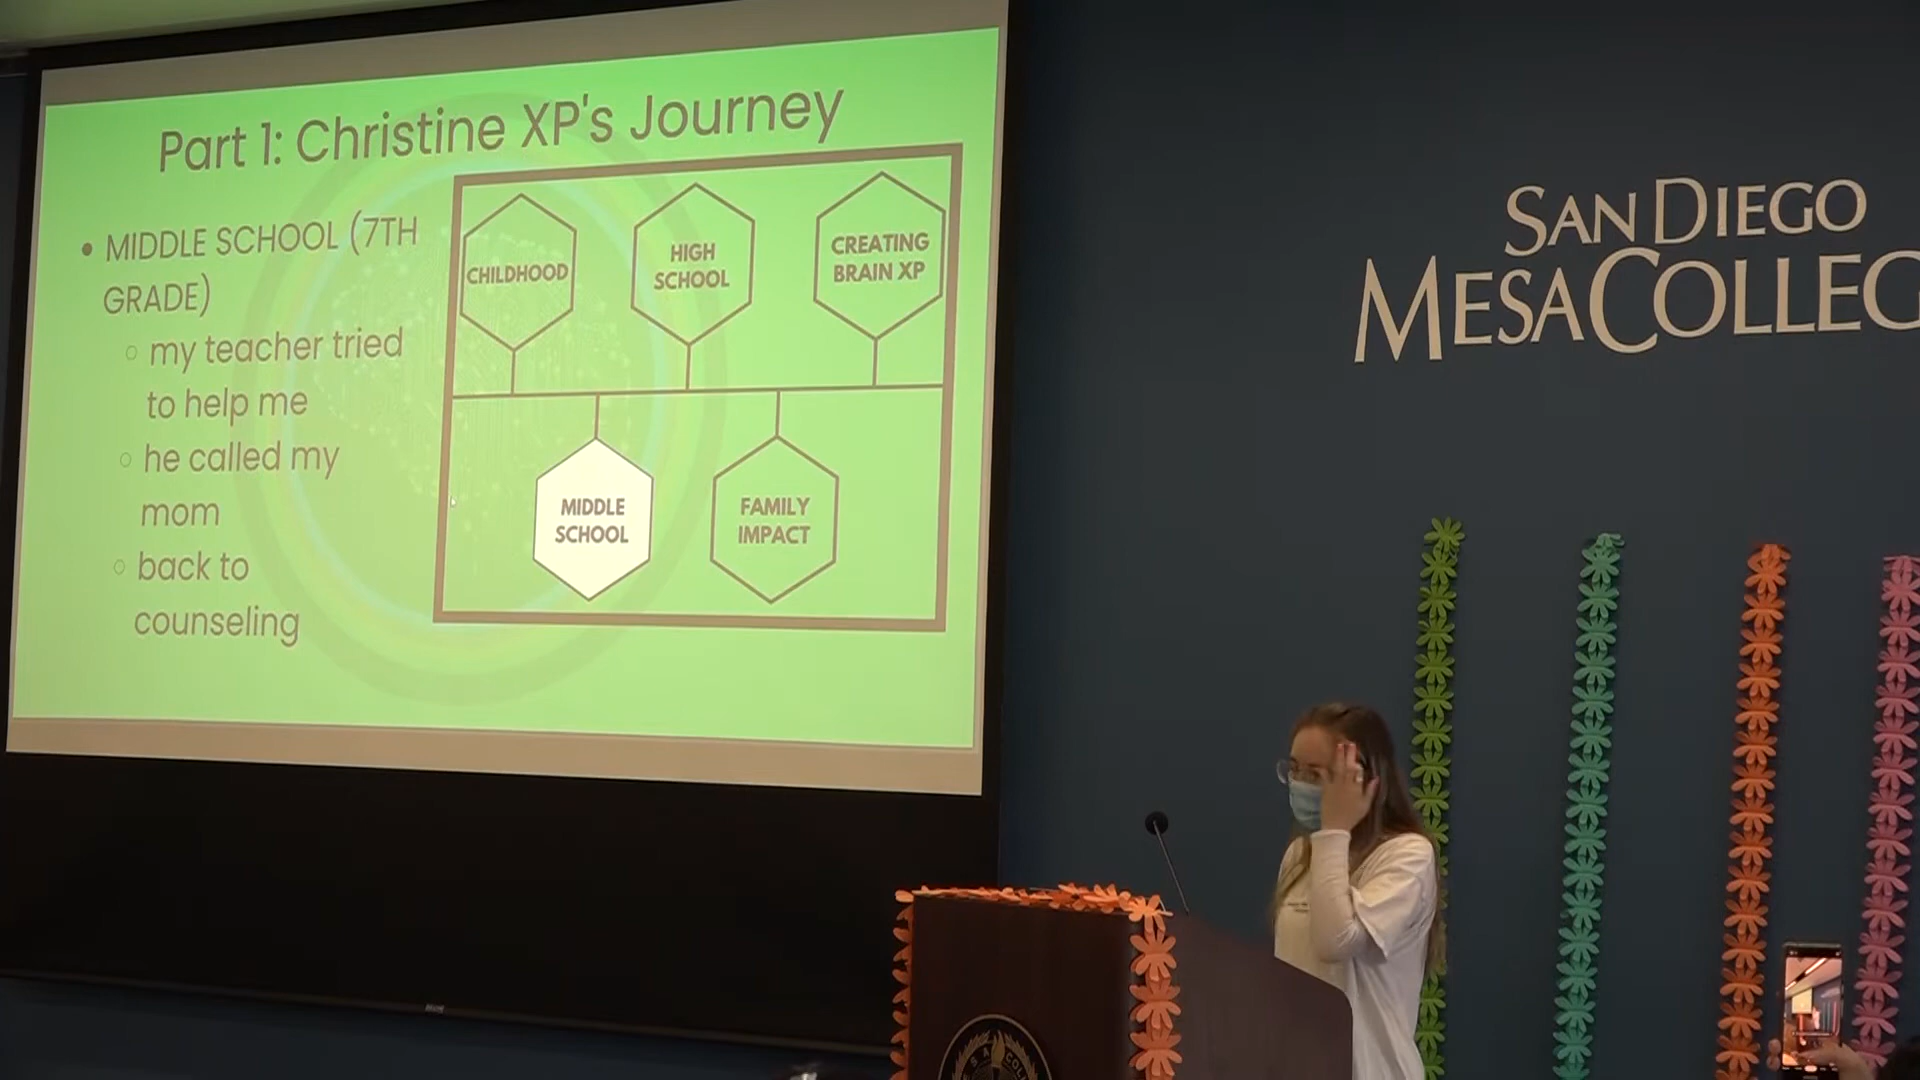 Part 1: Christine XP's Journey
• MIDDLE SCHOOL (7TH
GRADE)
○ my teacher tried
to help me
○ he called my
mom
○ back to
counseling
CHILDHOOD
HIGH
SCHOOL
CREATING
BRAIN XP
MIDDLE
SCHOOL
FAMILY
IMPACT
SAN DIEGO
MESA COLLEG